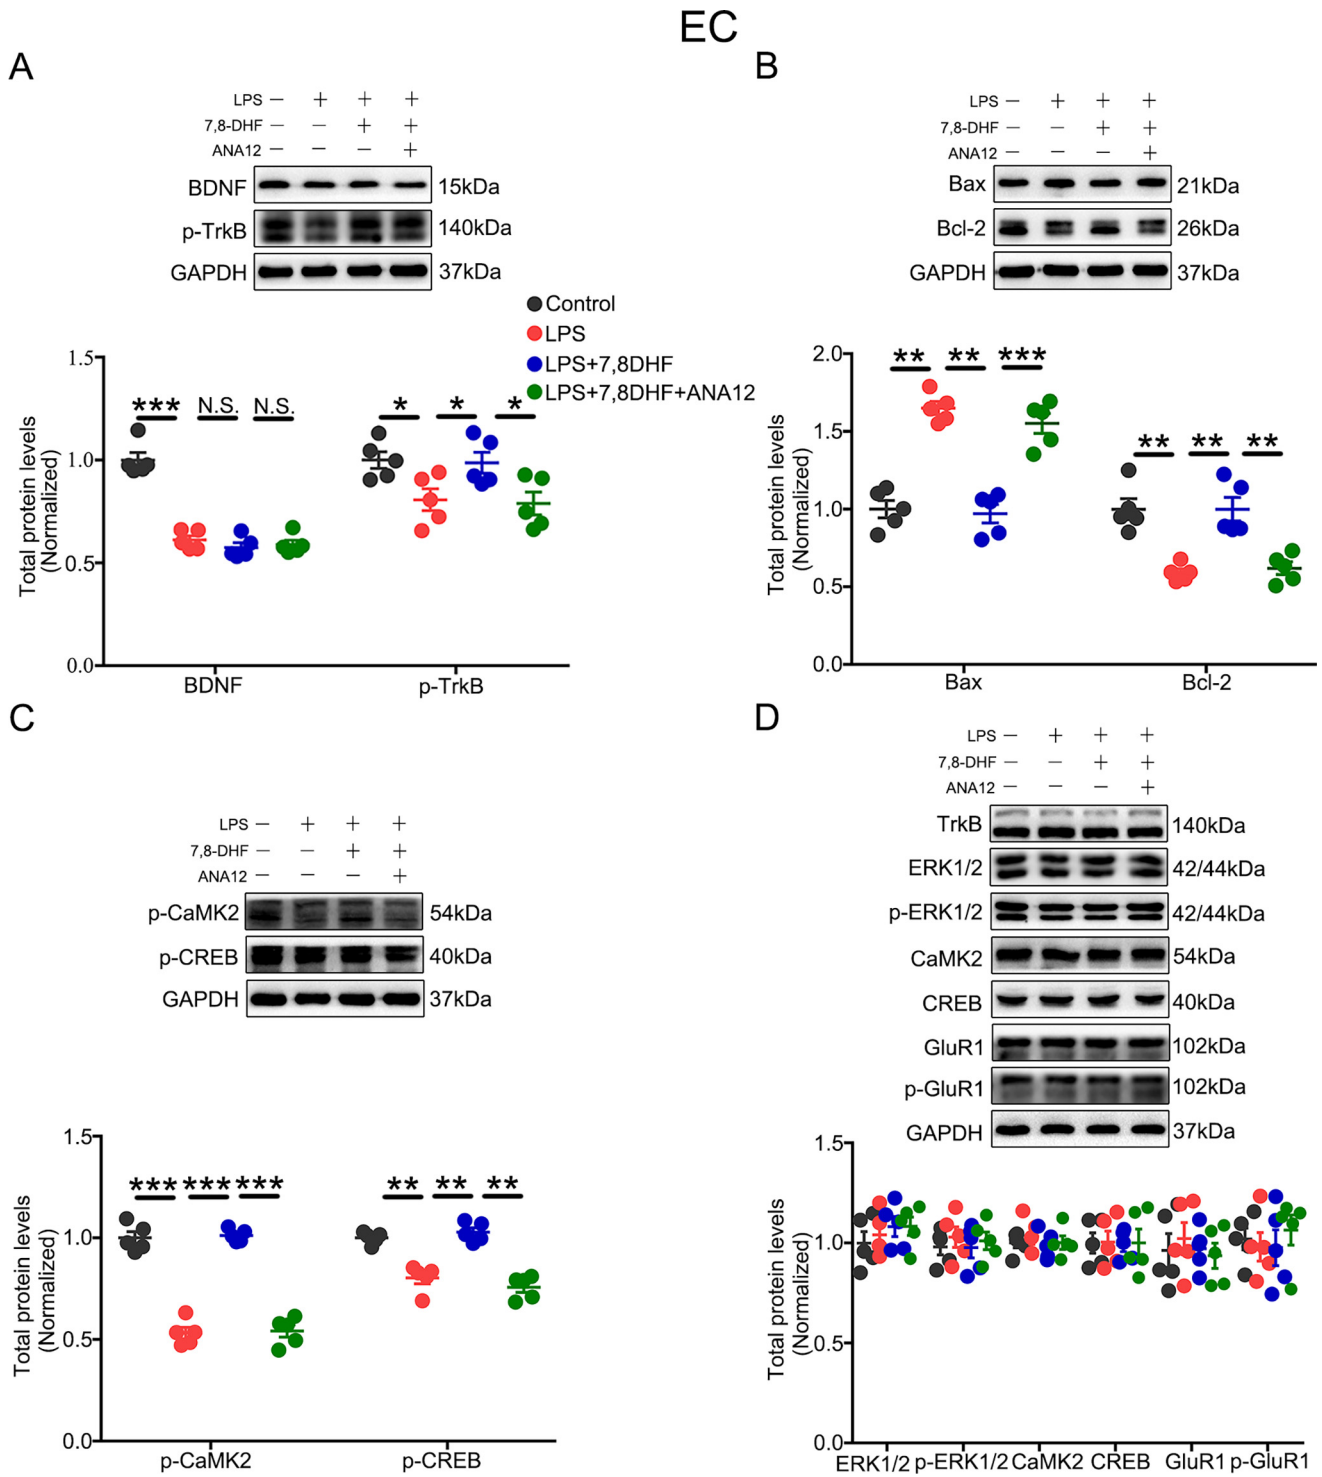 EC
A
LPS − + + +
7,8-DHF − − + +
ANA12 − − − +
BDNF 15kDa
p-TrkB 140kDa
GAPDH 37kDa
Control
LPS
LPS+7,8DHF
LPS+7,8DHF+ANA12
Total protein levels
(Normalized)
1.5
1.0
0.5
0.0
*** N.S. N.S. * * *
BDNF p-TrkB
B
LPS − + + +
7,8-DHF − − + +
ANA12 − − − +
Bax 21kDa
Bcl-2 26kDa
GAPDH 37kDa
Total protein levels
(Normalized)
2.0
1.5
1.0
0.5
0.0
** ** *** ** ** **
Bax Bcl-2
C
LPS − + + +
7,8-DHF − − + +
ANA12 − − − +
p-CaMK2 54kDa
p-CREB 40kDa
GAPDH 37kDa
Total protein levels
(Normalized)
1.5
1.0
0.5
0.0
*** *** *** ** ** **
p-CaMK2 p-CREB
D
LPS − + + +
7,8-DHF − − + +
ANA12 − − − +
TrkB 140kDa
ERK1/2 42/44kDa
p-ERK1/2 42/44kDa
CaMK2 54kDa
CREB 40kDa
GluR1 102kDa
p-GluR1 102kDa
GAPDH 37kDa
Total protein levels
(Normalized)
1.5
1.0
0.5
0.0
ERK1/2 p-ERK1/2 CaMK2 CREB GluR1 p-GluR1